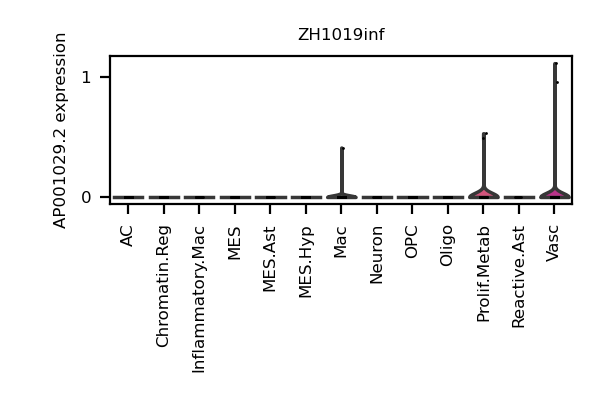 ZH1019inf
AP001029.2 expression
1
0
AC
Chromatin.Reg
Inflammatory.Mac
MES
MES.Ast
MES.Hyp
Mac
Neuron
OPC
Oligo
Prolif.Metab
Reactive.Ast
Vasc